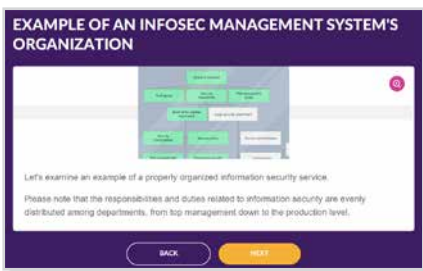 EXAMPLE OF AN INFOSEC MANAGEMENT SYSTEM'S
ORGANIZATION
Let's examine an example of a properly organized information security service.
Please note that the responsibilities and duties related to information security are evenly
distributed among departments, from top management down to the production level.
BACK
NEXT